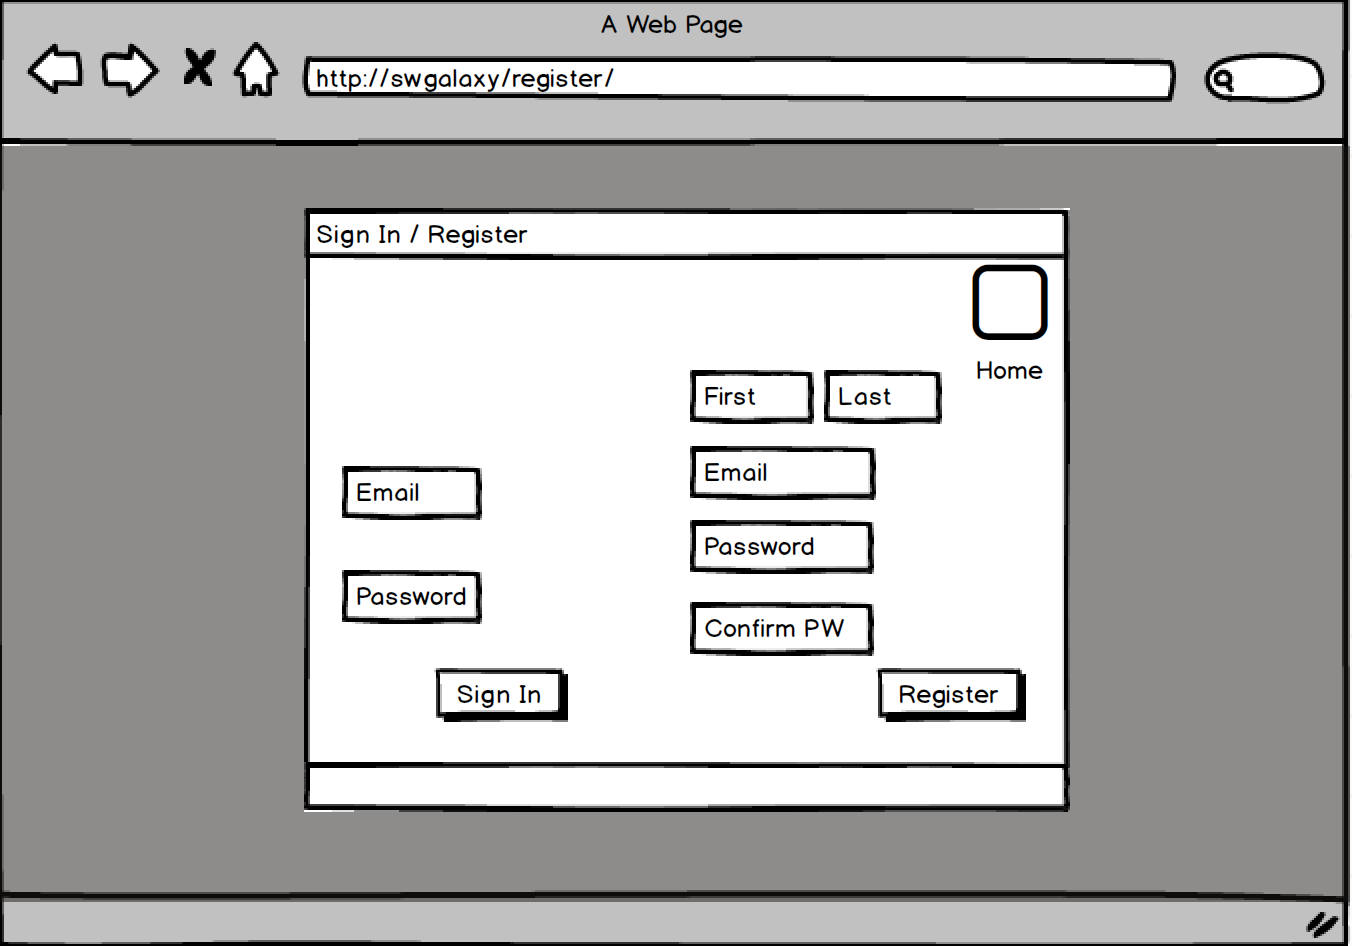 A Web Page
http://swgalaxy/register/
Sign In / Register
Home
First Last
Email
Password
Confirm PW
Register
Email
Password
Sign In